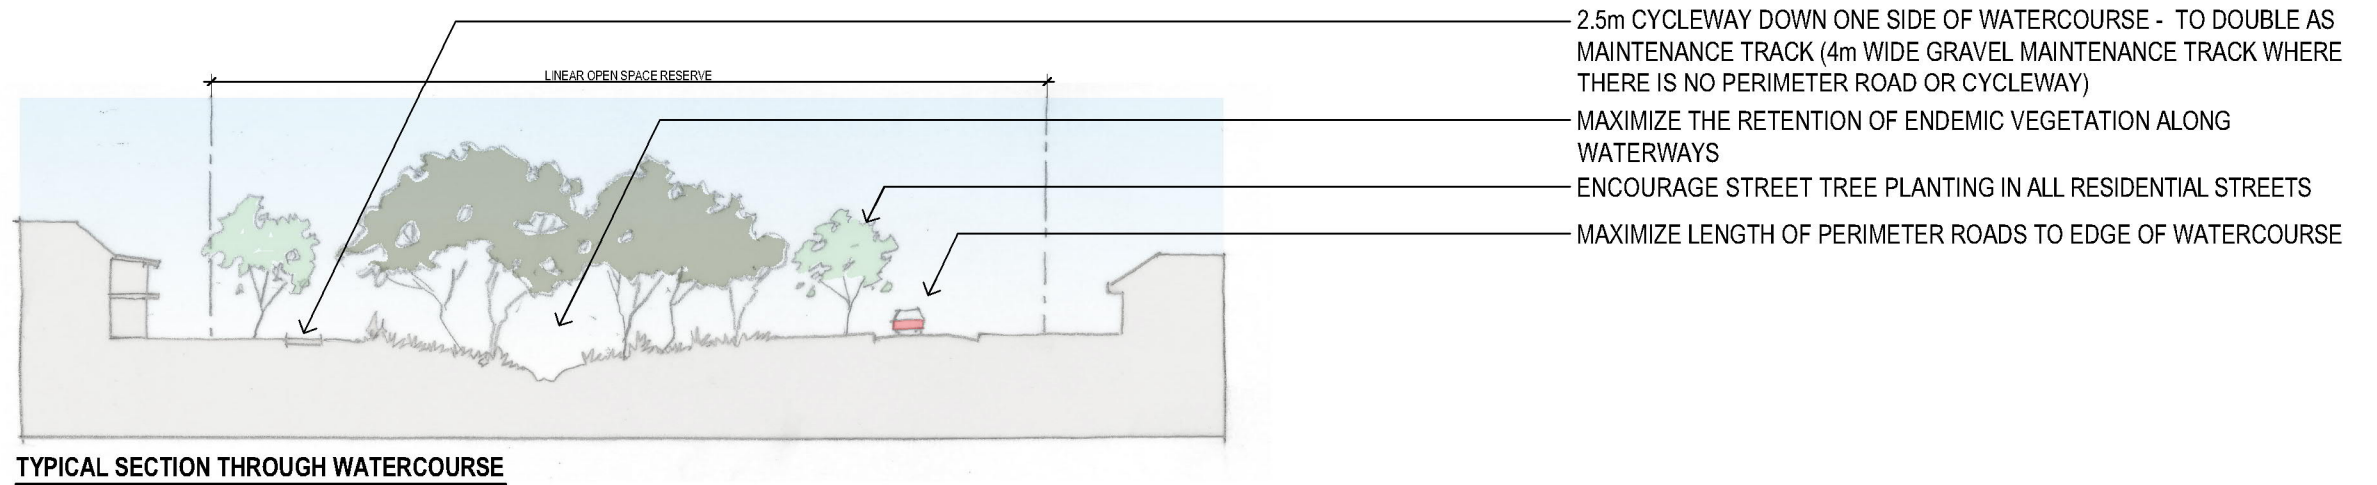 2.5m CYCLEWAY DOWN ONE SIDE OF WATERCOURSE - TO DOUBLE AS
MAINTENANCE TRACK (4m WIDE GRAVEL MAINTENANCE TRACK WHERE
THERE IS NO PERIMETER ROAD OR CYCLEWAY)
LINEAR OPEN SPACE RESERVE
MAXIMIZE THE RETENTION OF ENDEMIC VEGETATION ALONG
WATERWAYS
ENCOURAGE STREET TREE PLANTING IN ALL RESIDENTIAL STREETS
MAXIMIZE LENGTH OF PERIMETER ROADS TO EDGE OF WATERCOURSE
TYPICAL SECTION THROUGH WATERCOURSE